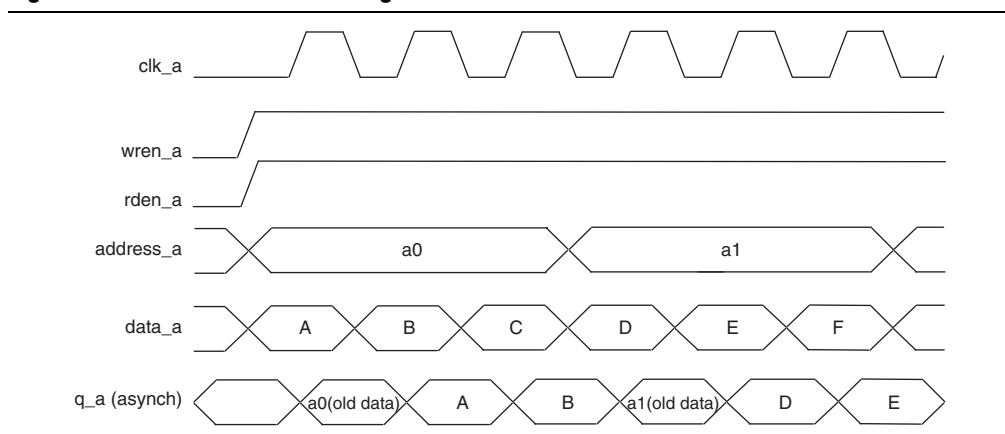 clk_a
wren_a
rden_a
address_a a0 a1
data_a A B C D E F
q_a (asynch) a0(old data) A B a1(old data) D E